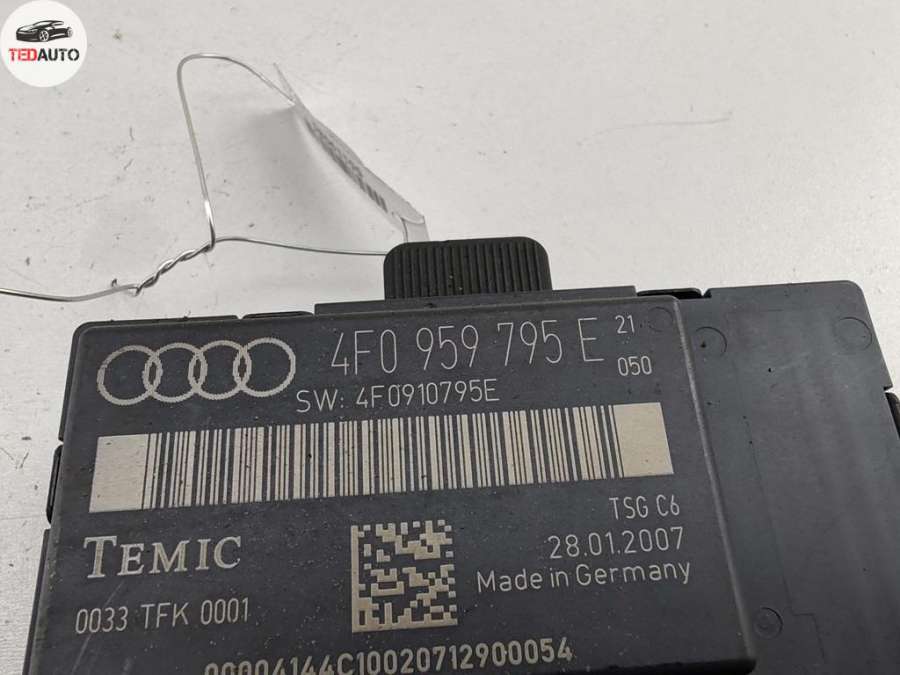 TEDAUTO
4F0 959 795 E 21
050
SW: 4F0910795E
TSG C6
TEMIC
28.01.2007
Made in Germany
0033 TFK 0001
00004144C10020712900054